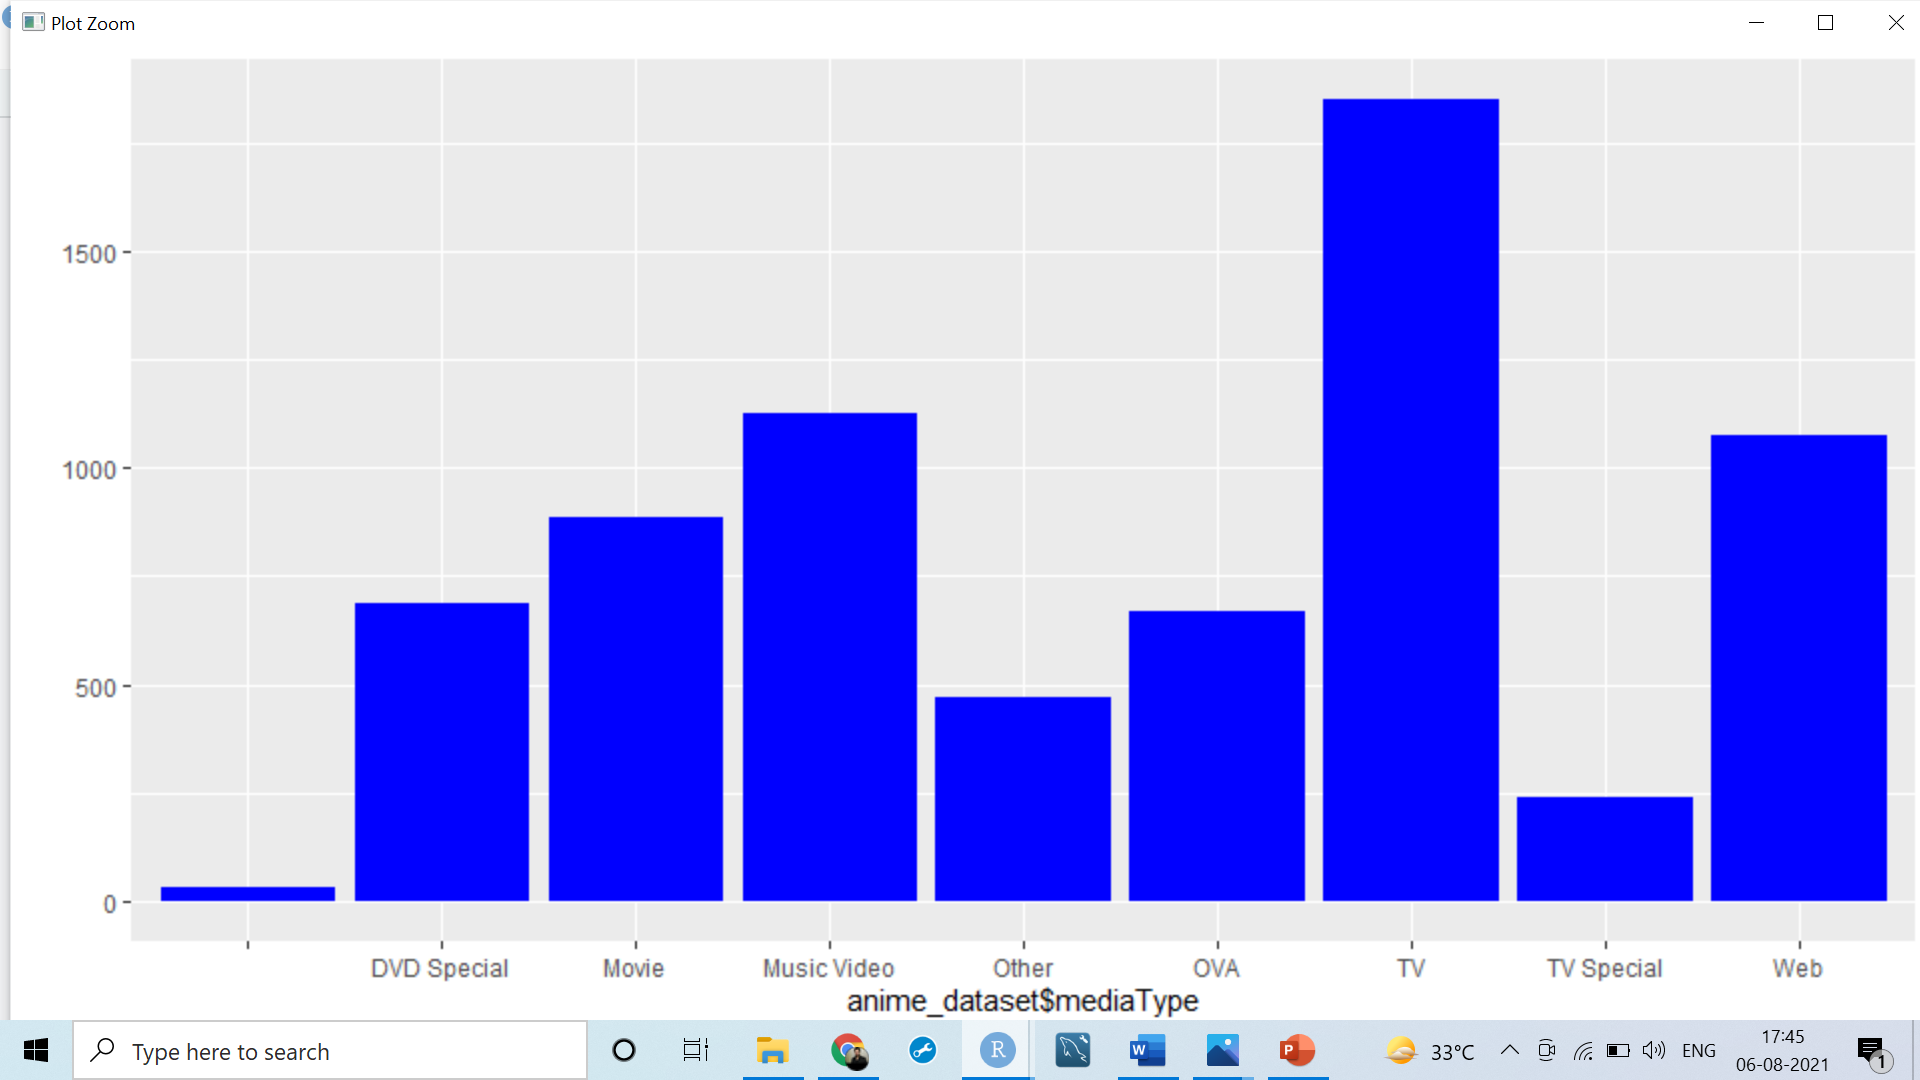 Plot Zoom
1500
1000
500
0
DVD Special Movie Music Video Other OVA TV TV Special Web
anime_dataset$mediaType
Type here to search
R
W
P
33°C
ENG
17:45
06-08-2021
1